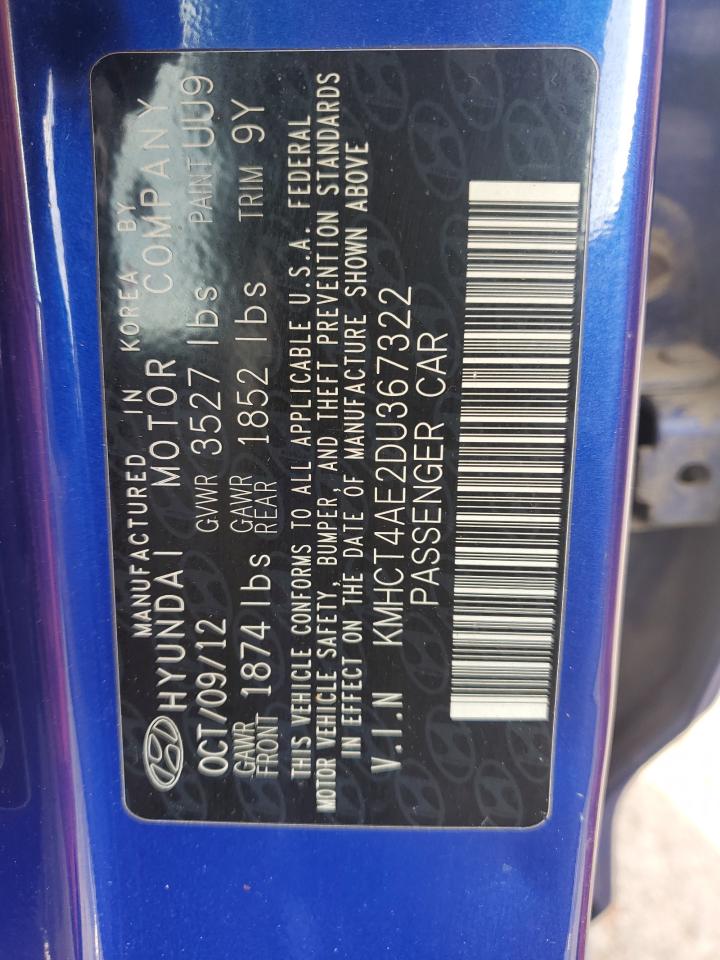 MANUFACTURED IN KOREA BY
HYUNDAI MOTOR COMPANY
OCT/09/12 GVWR 3527 lbs PAINT UU9
GAWR FRONT 1874 lbs GAWR REAR 1852 lbs TRIM 9Y
THIS VEHICLE CONFORMS TO ALL APPLICABLE U.S.A. FEDERAL
MOTOR VEHICLE SAFETY, BUMPER, AND THEFT PREVENTION STANDARDS
IN EFFECT ON THE DATE OF MANUFACTURE SHOWN ABOVE
V.I.N KMHCT4AE2DU367322
PASSENGER CAR